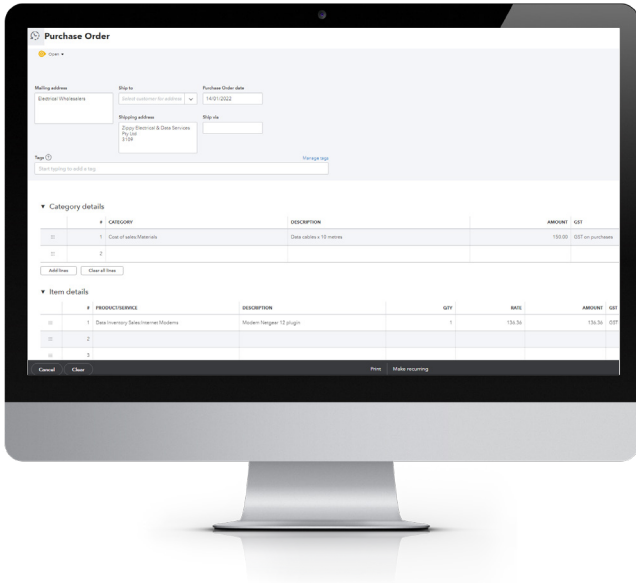 Purchase Order
Open
Mailing address
Ship to
Purchase Order date
Electrical Wholesalers
Select customer for address
14/01/2022
Shipping address
Ship via
Zippy Electrical & Data Services
Pty Ltd
3109
Tags
Manage tags
Start typing to add a tag
Category details
# CATEGORY DESCRIPTION AMOUNT GST
1 Cost of sales:Materials Data cables x 10 metres 150.00 GST on purchases
2
Add lines Clear all lines
Item details
# PRODUCT/SERVICE DESCRIPTION QTY RATE AMOUNT GST
1 Data Inventory Sales:Internet Modems Modem Nergear 12 plugin 1 136.36 136.36 GST
2
3
Cancel Clear Print Make recurring